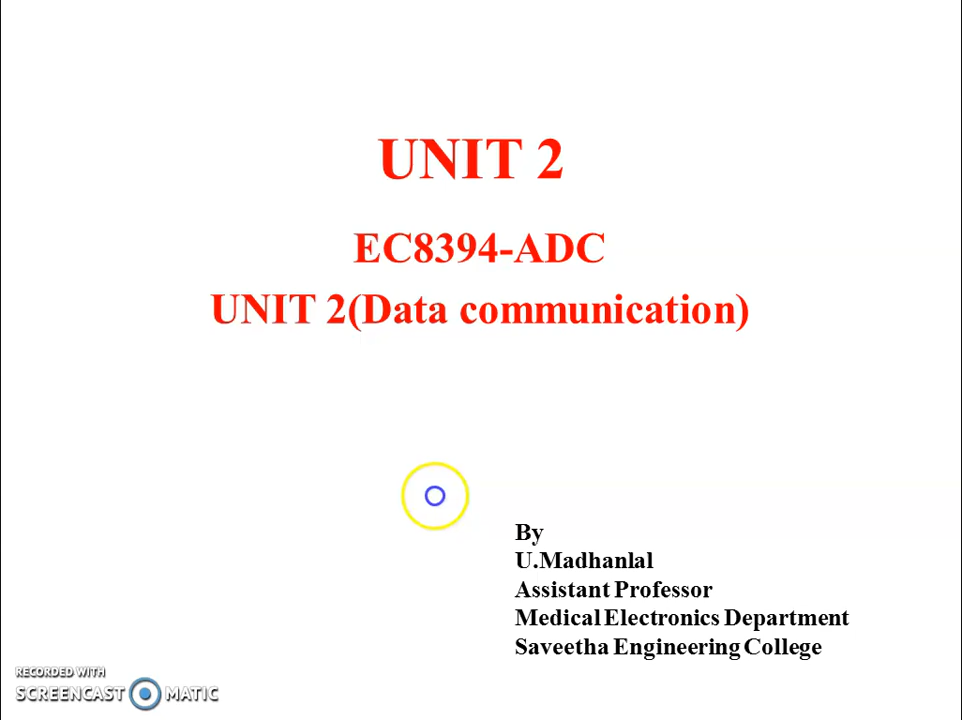 UNIT 2
EC8394-ADC
UNIT 2(Data communication)
By
U.Madhanlal
Assistant Professor
Medical Electronics Department
Saveetha Engineering College
RECORDED WITH
SCREENCAST MATIC